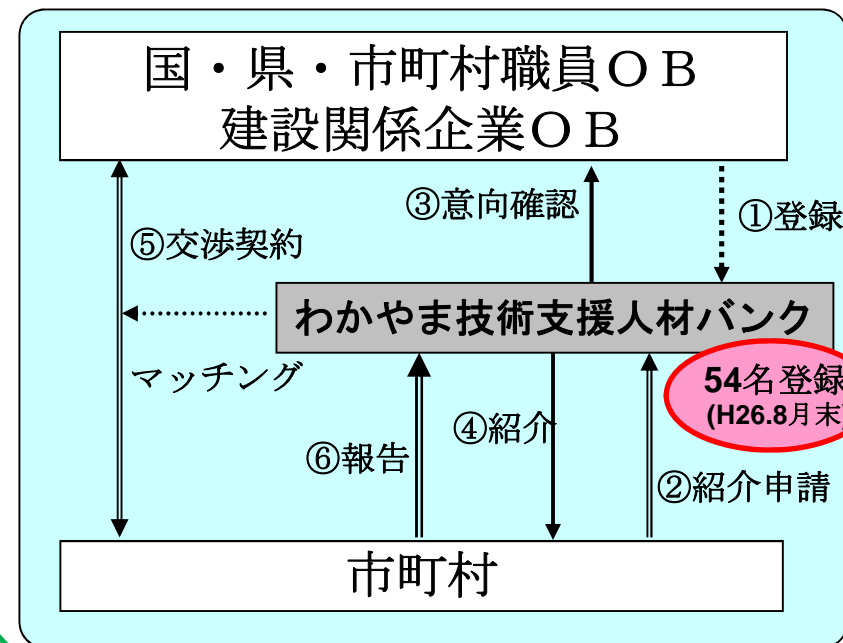 国・県・市町村職員ＯＢ
建設関係企業ＯＢ
③意向確認
①登録
⑤交渉契約
わかやま技術支援人材バンク
マッチング
54名登録
(H26.8月末)
④紹介
⑥報告
②紹介申請
市町村